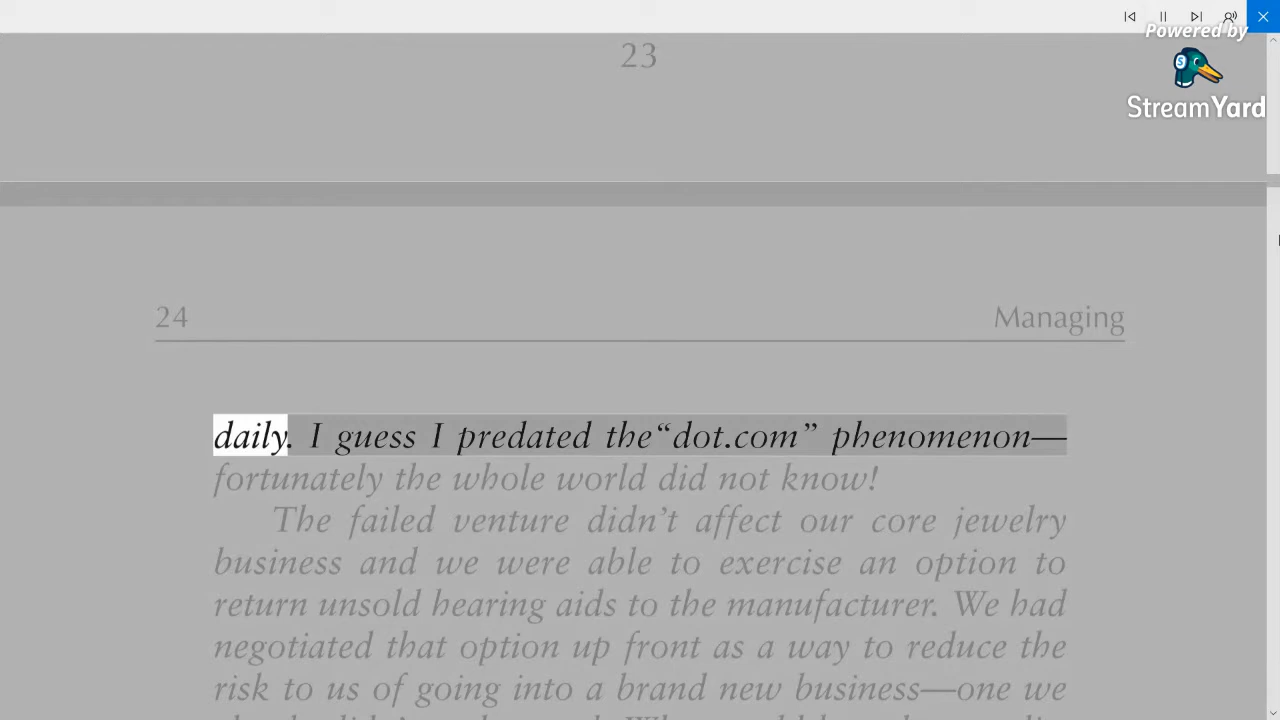 Powered by
StreamYard
23
24 Managing
daily. I guess I predated the“dot.com” phenomenon—
fortunately the whole world did not know!
The failed venture didn’t affect our core jewelry
business and we were able to exercise an option to
return unsold hearing aids to the manufacturer. We had
negotiated that option up front as a way to reduce the
risk to us of going into a brand new business—one we